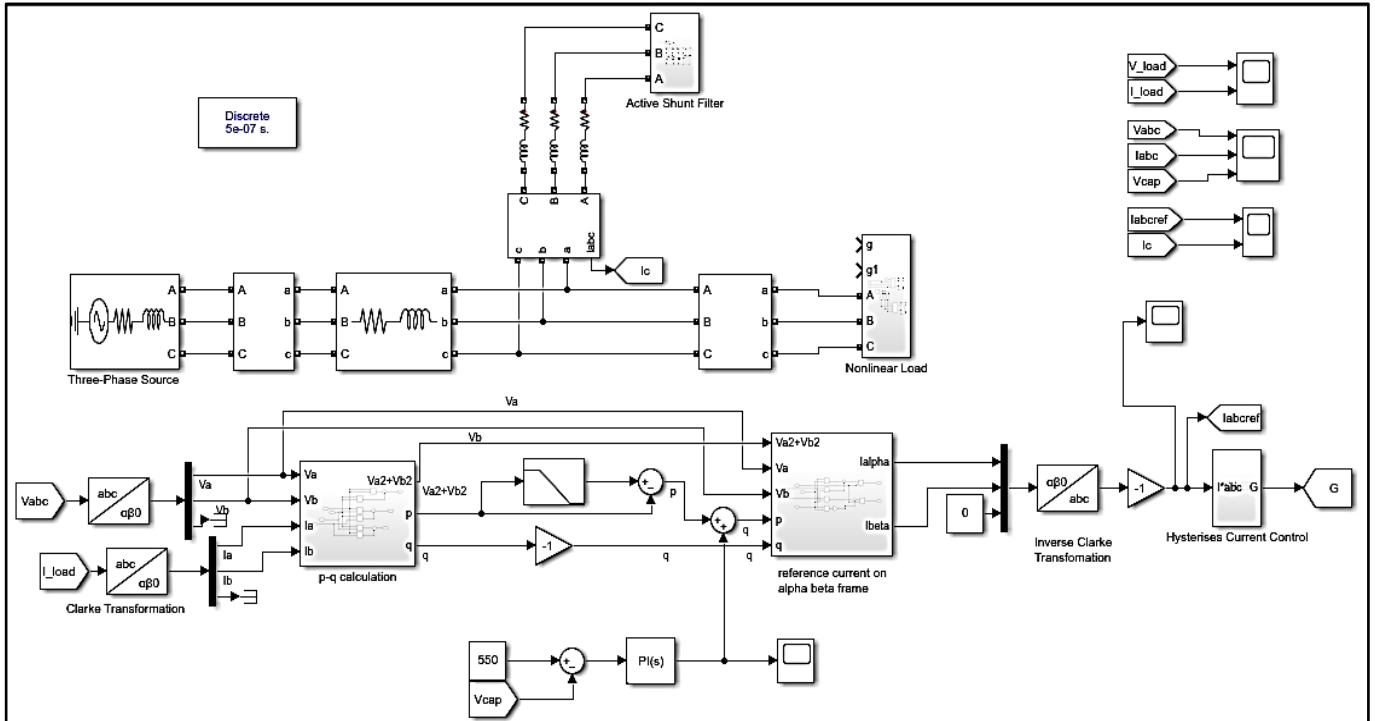 C
B
A
Active Shunt Filter
Discrete
5e-07 s.
V_load
I_load
Vabc
Iabc
Vcap
Iabcref
Ic
C B A
c b a Iabc
Ic
g
g1
A A a A a A a A
B B b B b B b B
C C c C c C c C
Three-Phase Source
Nonlinear Load
Va
Vb
Vabc
abc
αβ0
Va
Vb
I_load
abc
αβ0
Ia
Ib
Clarke Transformation
Va
Vb
Ia
Ib
Va2+Vb2
p
q
p-q calculation
Va2+Vb2
q
-1
+-
p
++
q
q
q
Va2+Vb2
Va
Vb
p
q
Ialpha
Ibeta
reference current on
alpha beta frame
0
αβ0
abc
Inverse Clarke
Transfomation
-1
Iabcref
I*abc G
Hysterises Current Control
G
550
Vcap
+-
PI(s)